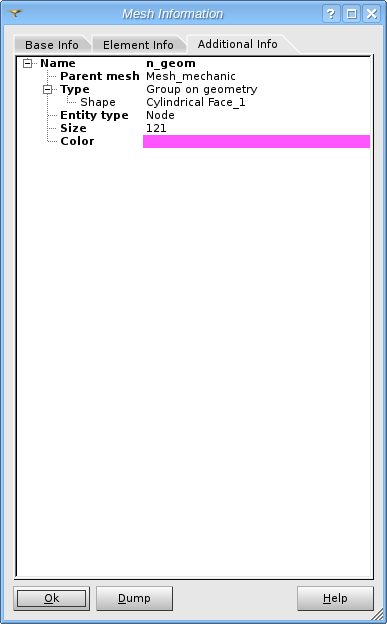 Mesh Information
Base Info Element Info Additional Info
Name n_geom
Parent mesh Mesh_mechanic
Type Group on geometry
Shape Cylindrical Face_1
Entity type Node
Size 121
Color
Ok Dump Help